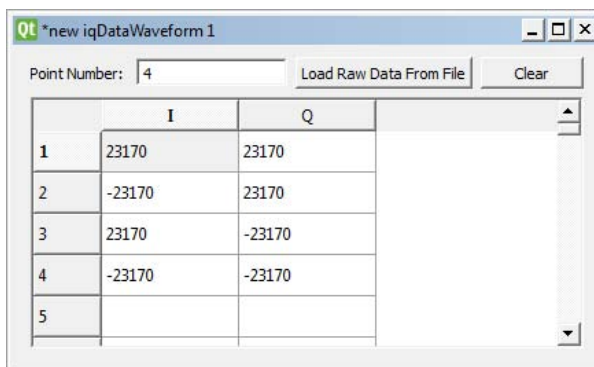 Qt *new iqDataWaveform 1
Point Number: 4 Load Raw Data From File Clear
I Q
1 23170 23170
2 -23170 23170
3 23170 -23170
4 -23170 -23170
5